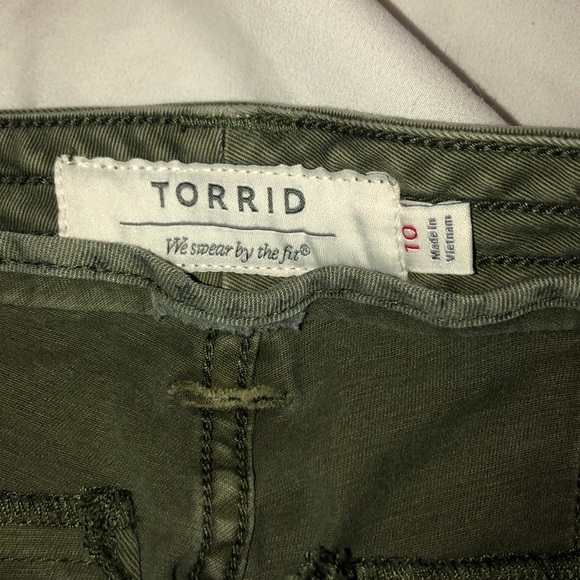 TORRID
We swear by the fit®
10
Made in
Vietnam